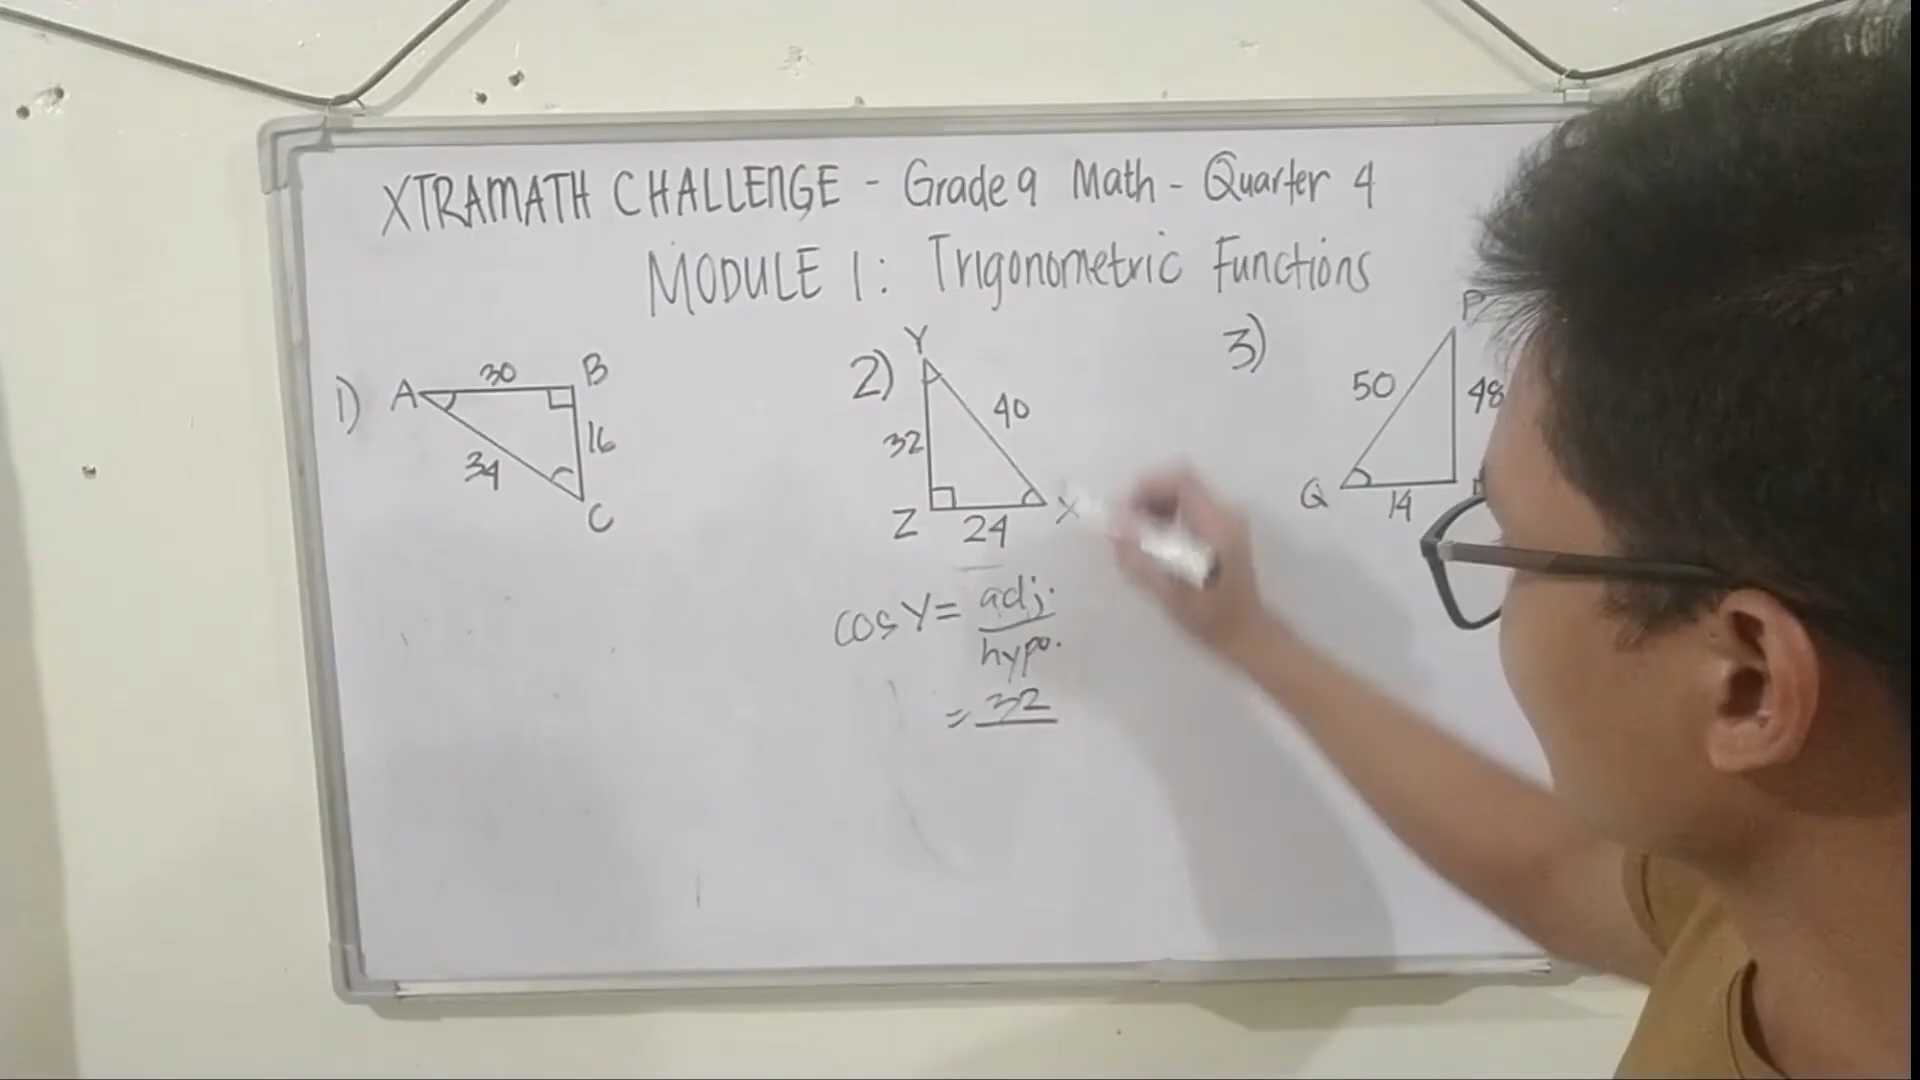 XTRAMATH CHALLENGE - Grade 9 Math - Quarter 4
MODULE 1: Trigonometric Functions
1)
A
30
B
16
34
C
2)
Y
40
32
Z
24
X
cos Y = adj.
hypo.
= 32
3)
P
50
48
Q
14